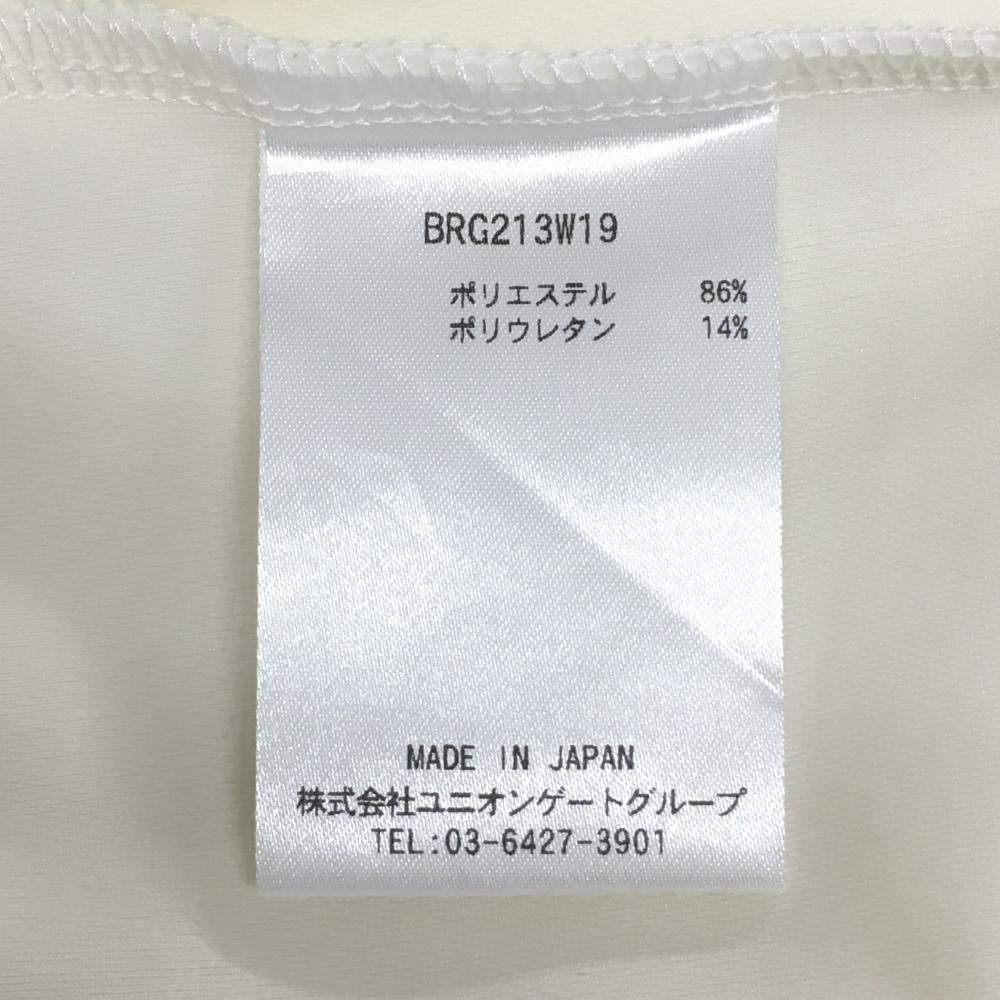 BRG213W19
ポリエステル 86%
ポリウレタン 14%
MADE IN JAPAN
株式会社ユニオンゲートグループ
TEL:03-6427-3901